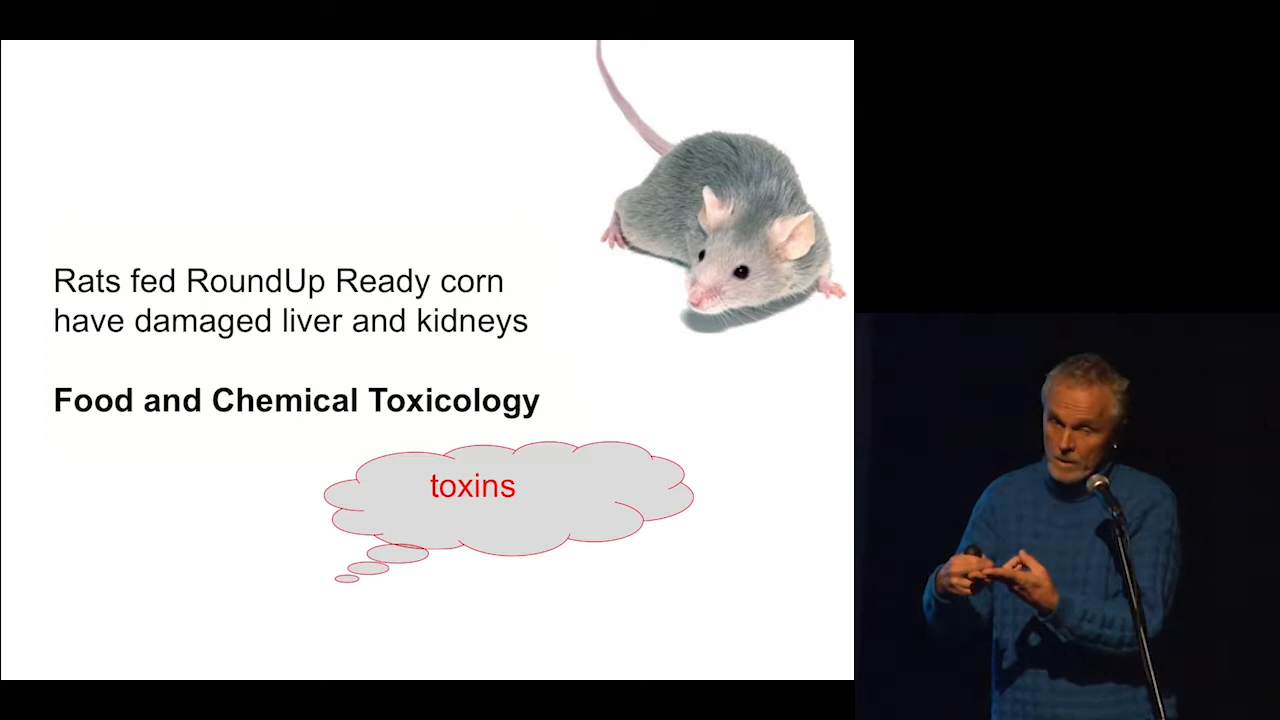 Rats fed RoundUp Ready corn
have damaged liver and kidneys
Food and Chemical Toxicology
toxins